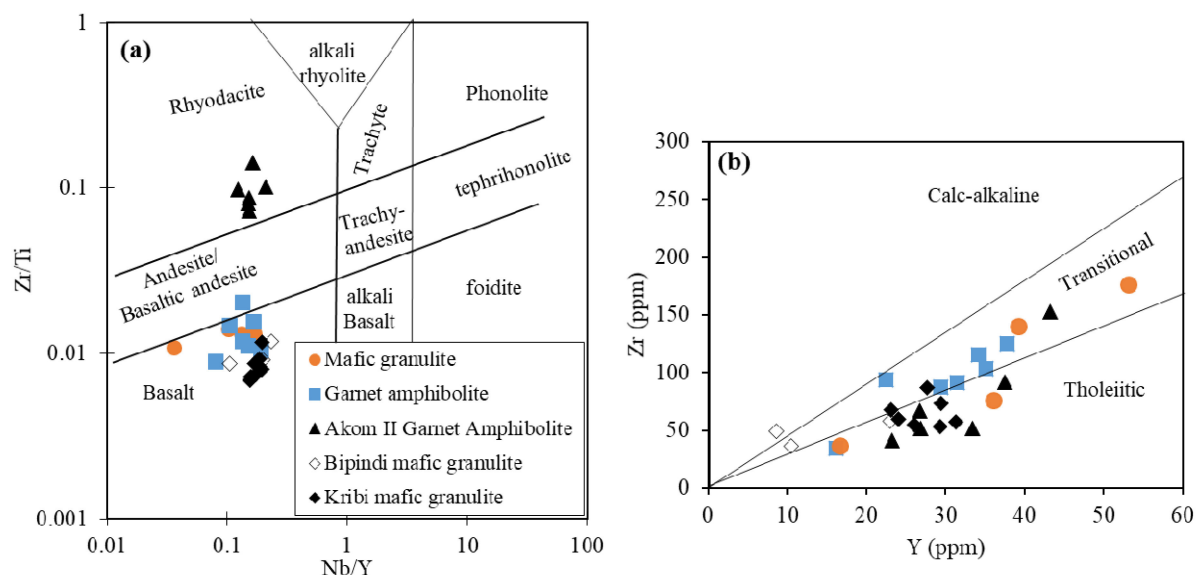 (a)
1
0.1
0.01
0.001
Zr/Ti
alkali
rhyolite
Rhyodacite
Phonolite
Trachyte
tephrihonolite
Trachy-
andesite
Andesite/
Basaltic andesite
alkali
Basalt
foidite
Basalt
Mafic granulite
Garnet amphibolite
Akom II Garnet Amphibolite
Bipindi mafic granulite
Kribi mafic granulite
0.01 0.1 1 10 100
Nb/Y
(b)
300
250
200
150
100
50
0
Zr (ppm)
Calc-alkaline
Transitional
Tholeiitic
0 10 20 30 40 50 60
Y (ppm)